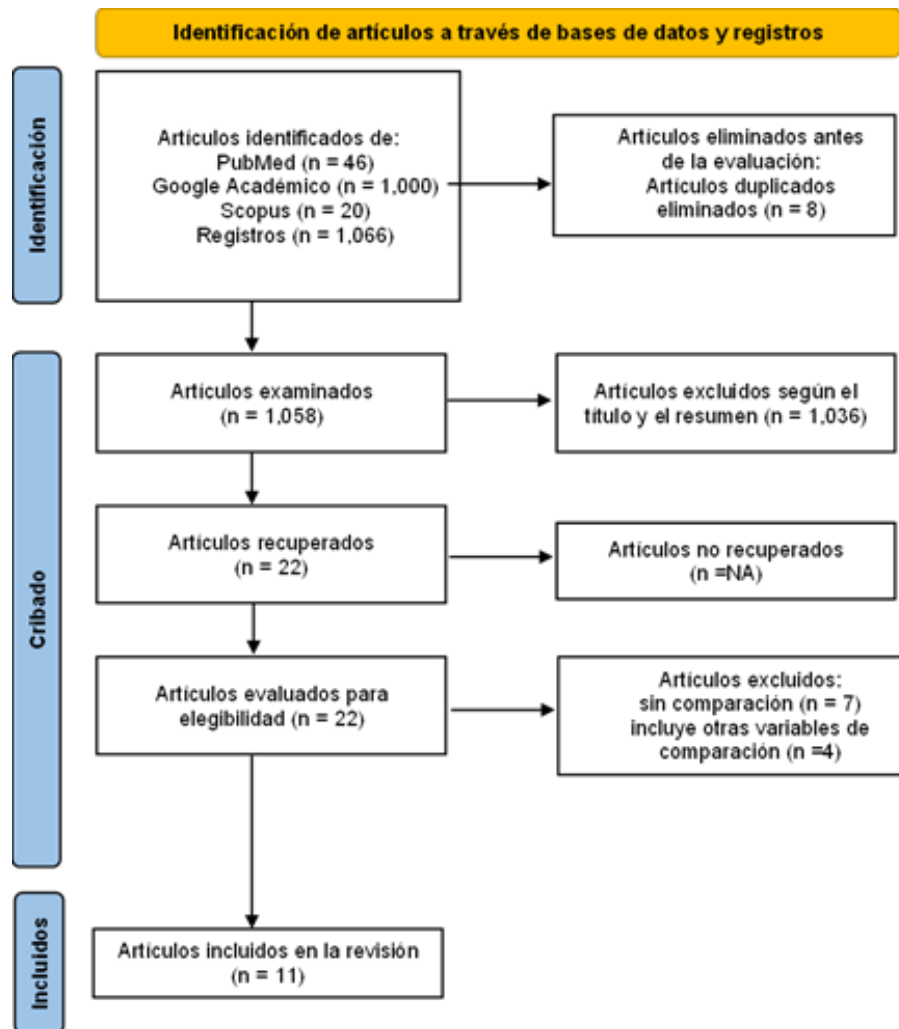 Identificación de artículos a través de bases de datos y registros
Identificación
Artículos identificados de:
PubMed (n = 46)
Google Académico (n = 1,000)
Scopus (n = 20)
Registros (n = 1,066)
Artículos eliminados antes
de la evaluación:
Artículos duplicados
eliminados (n = 8)
Cribado
Artículos examinados
(n = 1,058)
Artículos excluidos según el
título y el resumen (n = 1,036)
Artículos recuperados
(n = 22)
Artículos no recuperados
(n =NA)
Artículos evaluados para
elegibilidad (n = 22)
Artículos excluidos:
sin comparación (n = 7)
incluye otras variables de
comparación (n =4)
Incluidos
Artículos incluidos en la revisión
(n = 11)